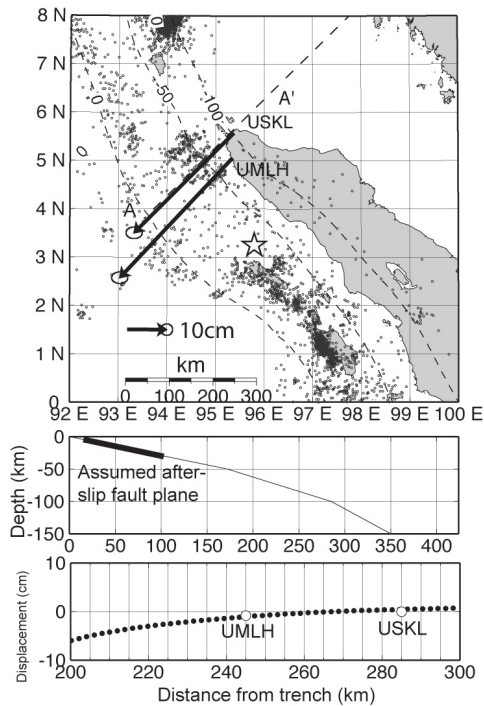 8 N
0
7 N
50
A'
0
100
USKL
6 N
0
5 N
UMLH
A
4 N
3 N
2 N
10cm
km
1 N
0 100 200 300
0
92 E 93 E 94 E 95 E 96 E 97 E 98 E 99 E 100 E
0
-50
-100
-150
Depth (km)
Assumed after-
slip fault plane
0 50 100 150 200 250 300 350 400
10
0
-10
Displacement (cm)
UMLH
USKL
200 220 240 260 280 300
Distance from trench (km)